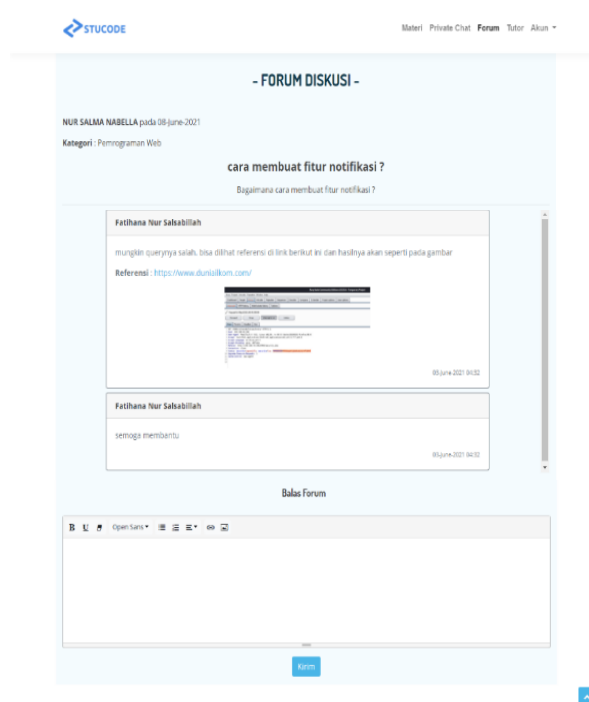 STUCODE
Materi Private Chat Forum Tutor Akun
- FORUM DISKUSI -
NUR SALMA NABELLA pada 08-June-2021
Kategori : Pemrograman Web
cara membuat fitur notifikasi ?
Bagaimana cara membuat fitur notifikasi ?
Fatihana Nur Salsabillah
mungkin querynya salah, bisa dilihat referensi di link berikut ini dan hasilnya akan seperti pada gambar
Referensi : https://www.duniailkom.com/
June 2021 04:52
Fatihana Nur Salsabillah
semoga membantu
June 2021 04:52
Balas Forum
B U Open Sans
Kirim